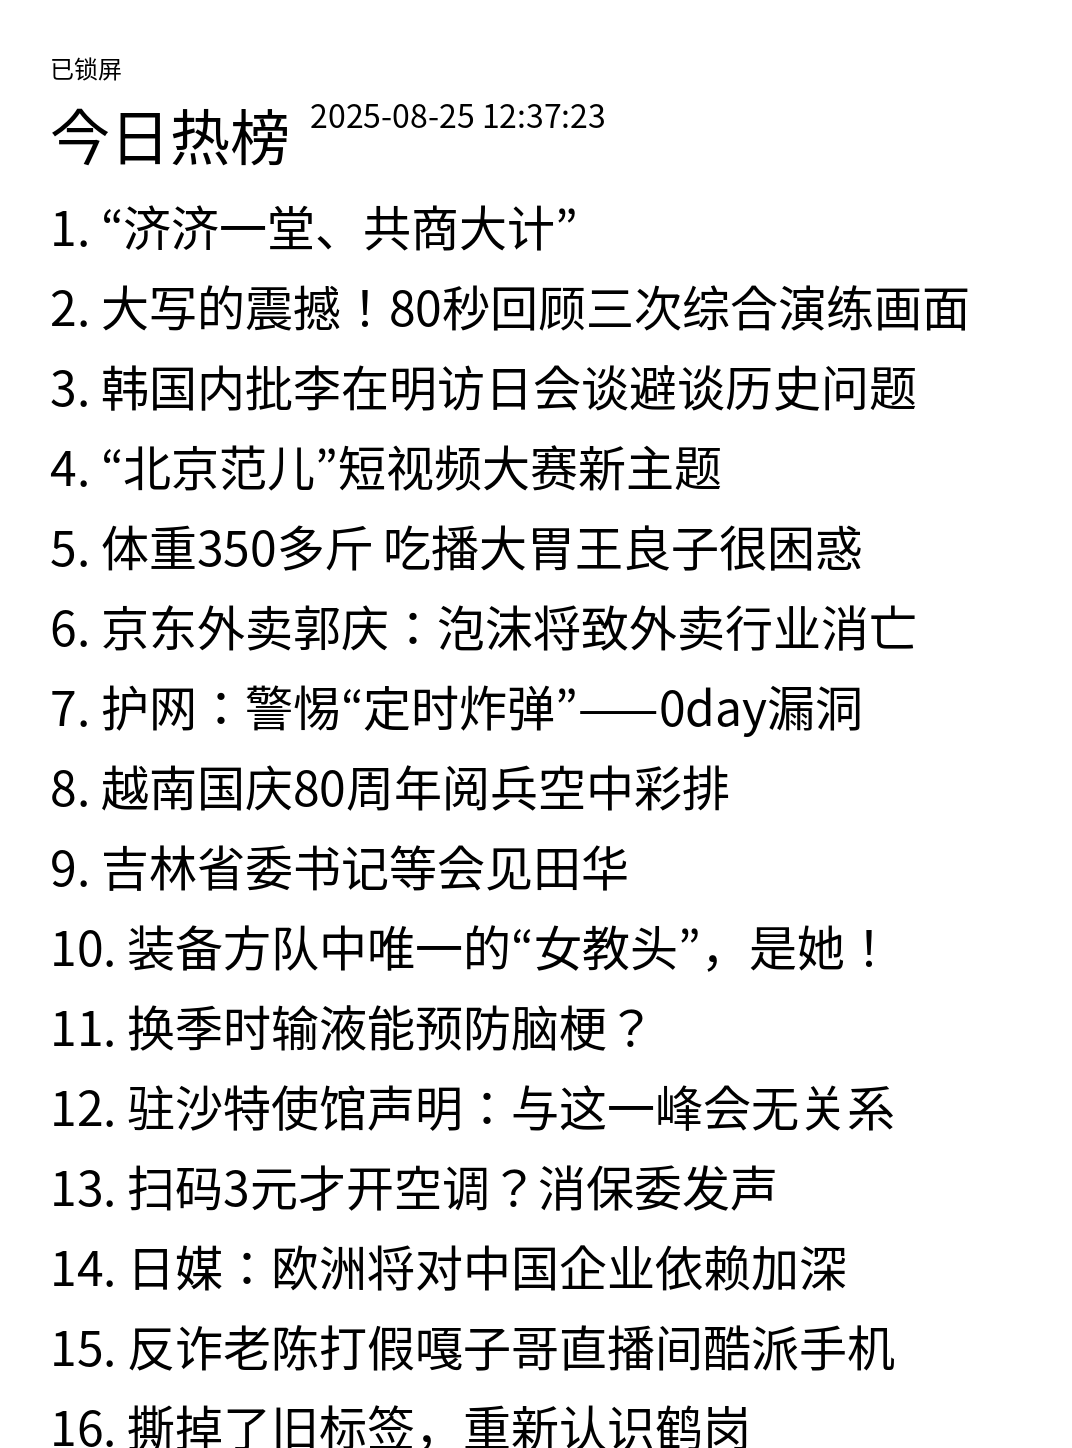 已锁屏
今日热榜 2025-08-25 12:37:23
1. “济济一堂、共商大计”
2. 大写的震撼！80秒回顾三次综合演练画面
3. 韩国内批李在明访日会谈避谈历史问题
4. “北京范儿”短视频大赛新主题
5. 体重350多斤 吃播大胃王良子很困惑
6. 京东外卖郭庆：泡沫将致外卖行业消亡
7. 护网：警惕“定时炸弹”——0day漏洞
8. 越南国庆80周年阅兵空中彩排
9. 吉林省委书记等会见田华
10. 装备方队中唯一的“女教头”，是她！
11. 换季时输液能预防脑梗？
12. 驻沙特使馆声明：与这一峰会无关系
13. 扫码3元才开空调？消保委发声
14. 日媒：欧洲将对中国企业依赖加深
15. 反诈老陈打假嘎子哥直播间酷派手机
16. 撕掉了旧标签，重新认识鹤岗